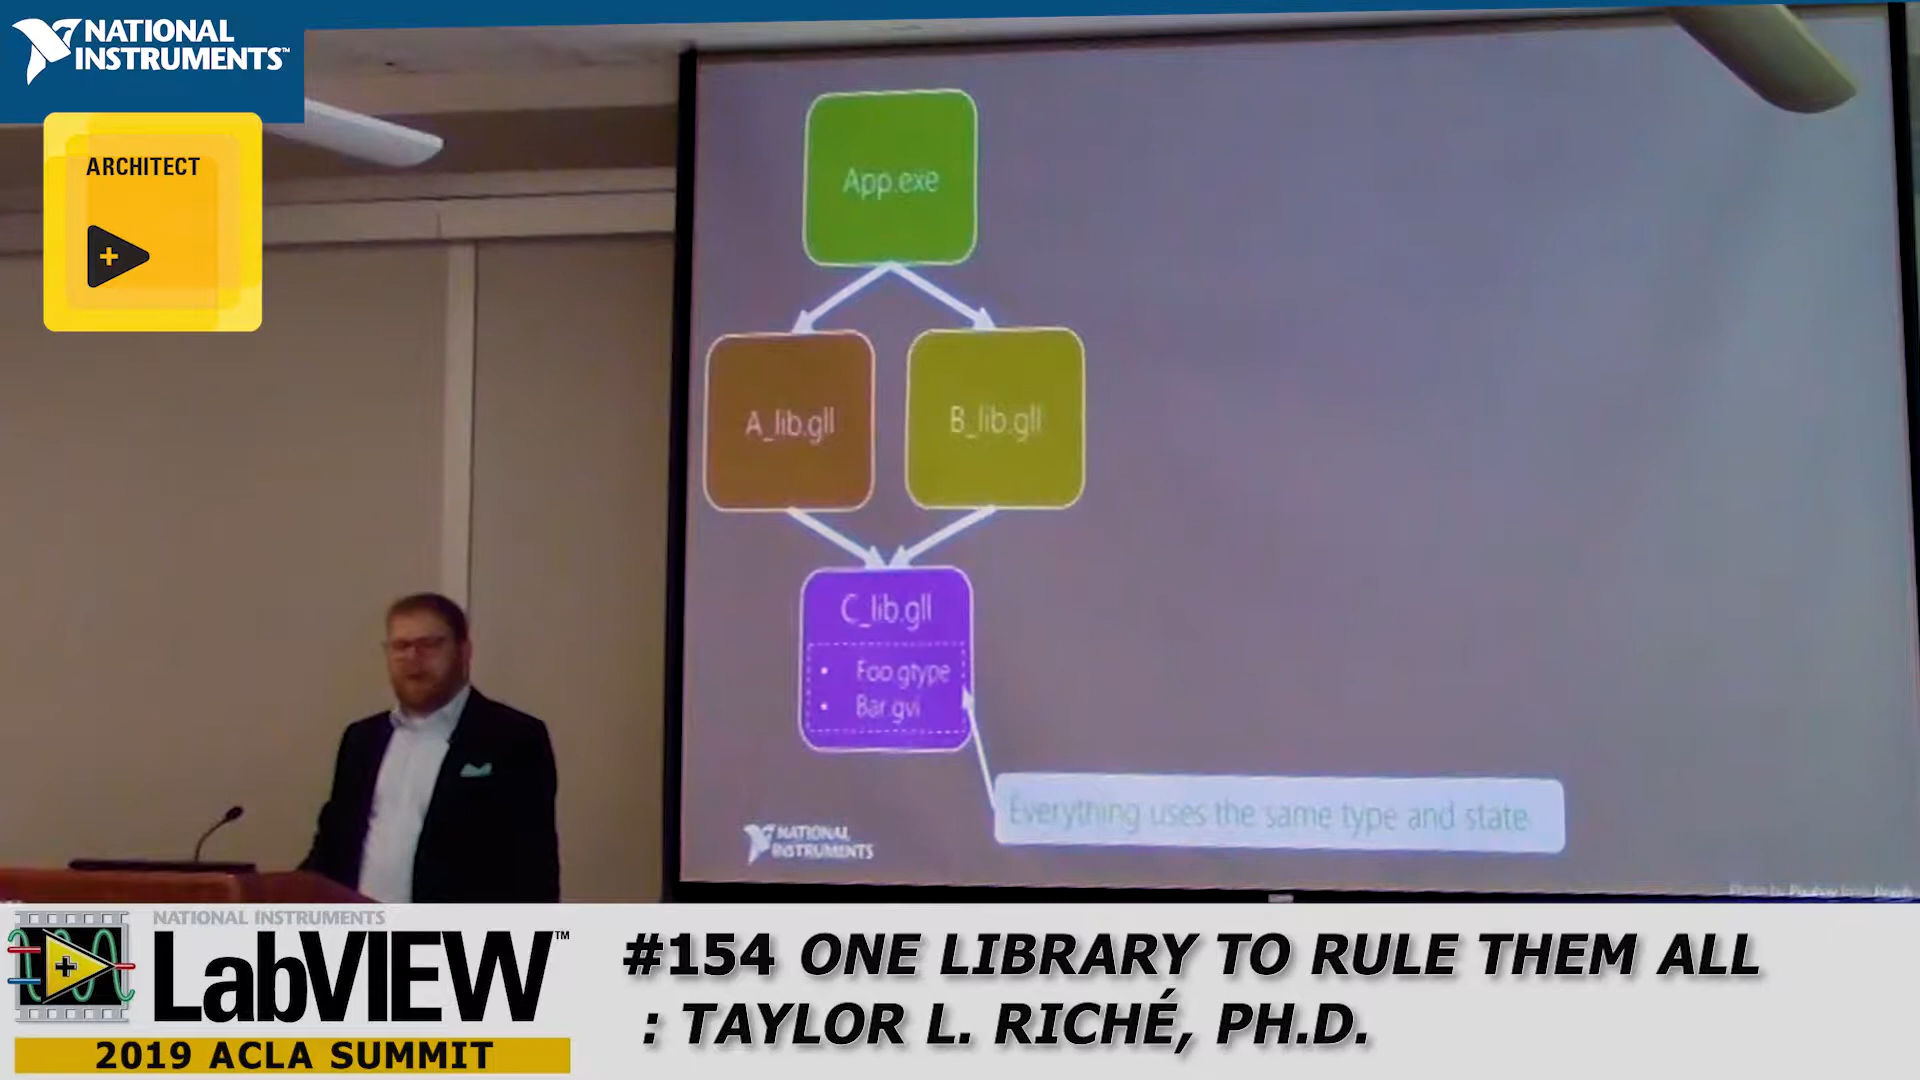 NATIONAL
INSTRUMENTS™
ARCHITECT
App.exe
A_lib.gll
B_lib.gll
C_lib.gll
• Foo.gtype
• Bar.gvi
Everything uses the same type and state
NATIONAL
INSTRUMENTS
NATIONAL INSTRUMENTS
LabVIEW™
2019 ACLA SUMMIT
#154 ONE LIBRARY TO RULE THEM ALL
: TAYLOR L. RICHÉ, PH.D.